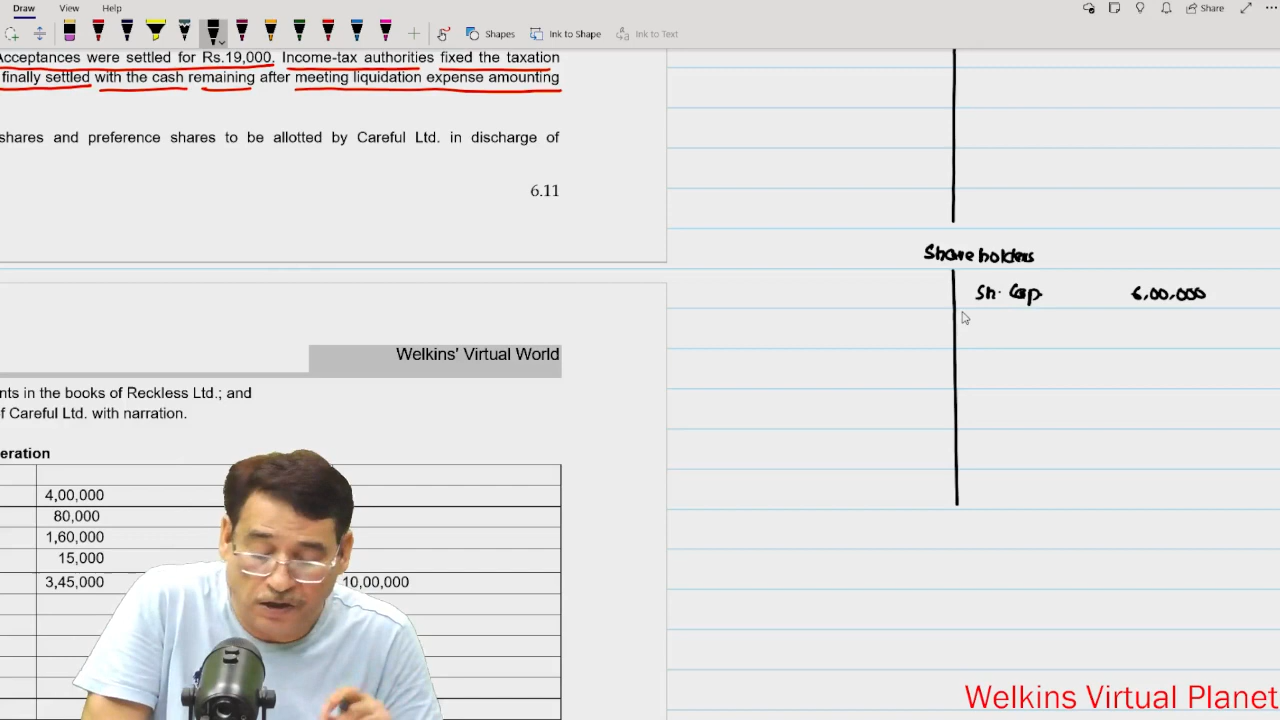 Draw View Help
Share
Shapes Ink to Shape Ink to Text
Acceptances were settled for Rs.19,000. Income-tax authorities fixed the taxation
finally settled with the cash remaining after meeting liquidation expense amounting
shares and preference shares to be allotted by Careful Ltd. in discharge of
6.11
Shareholders
Sh. Cap. 6,00,000
Welkins' Virtual World
nts in the books of Reckless Ltd.; and
f Careful Ltd. with narration.
eration
4,00,000
80,000
1,60,000
15,000
3,45,000 10,00,000
Welkins Virtual Planet